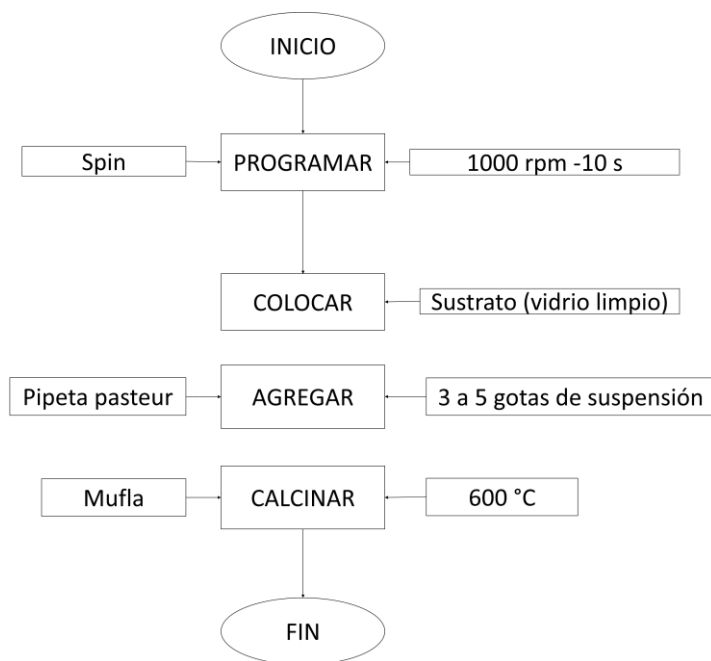 INICIO
Spin
PROGRAMAR
1000 rpm -10 s
COLOCAR
Sustrato (vidrio limpio)
Pipeta pasteur
AGREGAR
3 a 5 gotas de suspensión
Mufla
CALCINAR
600 °C
FIN